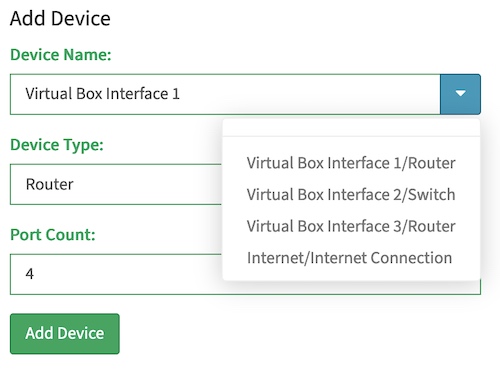 Add Device
Device Name:
Virtual Box Interface 1
Virtual Box Interface 1/Router
Virtual Box Interface 2/Switch
Virtual Box Interface 3/Router
Internet/Internet Connection
Device Type:
Router
Port Count:
4
Add Device